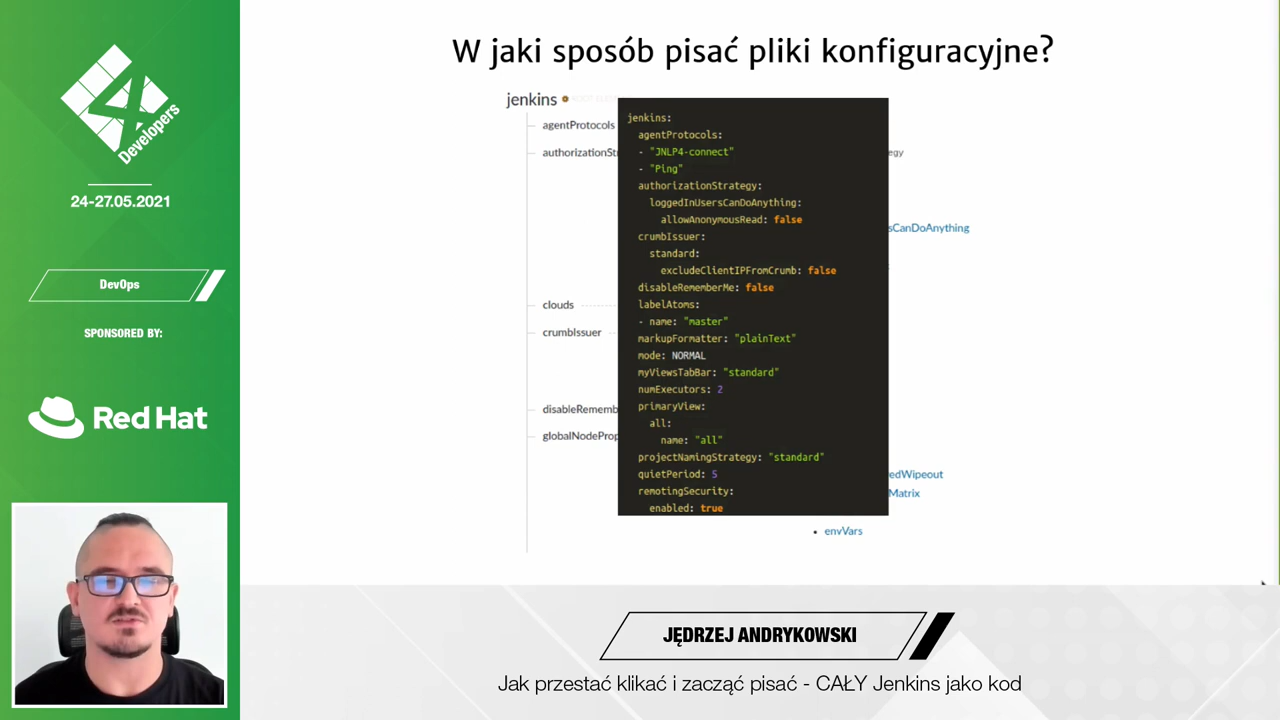 4
Developers
24-27.05.2021
DevOps
SPONSORED BY:
Red Hat
W jaki sposób pisać pliki konfiguracyjne?
jenkins
agentProtocols
authorizationStr
clouds
crumbIssuer
disableRememb
globalNodeProp
jenkins:
agentProtocols:
- "JNLP4-connect"
- "Ping"
authorizationStrategy:
loggedInUsersCanDoAnything:
allowAnonymousRead: false
crumbIssuer:
standard:
excludeClientIPFromCrumb: false
disableRememberMe: false
labelAtoms:
- name: "master"
markupFormatter: "plainText"
mode: NORMAL
myViewsTabBar: "standard"
numExecutors: 2
primaryView:
all:
name: "all"
projectNamingStrategy: "standard"
quietPeriod: 5
remotingSecurity:
enabled: true
egy
sCanDoAnything
edWipeout
Matrix
• envVars
JĘDRZEJ ANDRYKOWSKI
Jak przestać klikać i zacząć pisać - CAŁY Jenkins jako kod